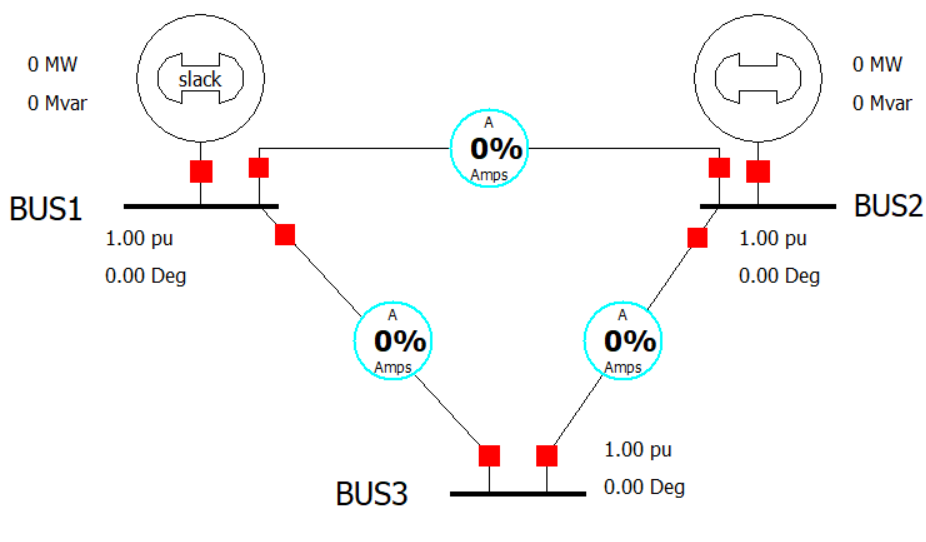 0 MW
0 Mvar
slack
0 MW
0 Mvar
A
0%
Amps
BUS1
1.00 pu
0.00 Deg
BUS2
1.00 pu
0.00 Deg
A
0%
Amps
A
0%
Amps
BUS3
1.00 pu
0.00 Deg